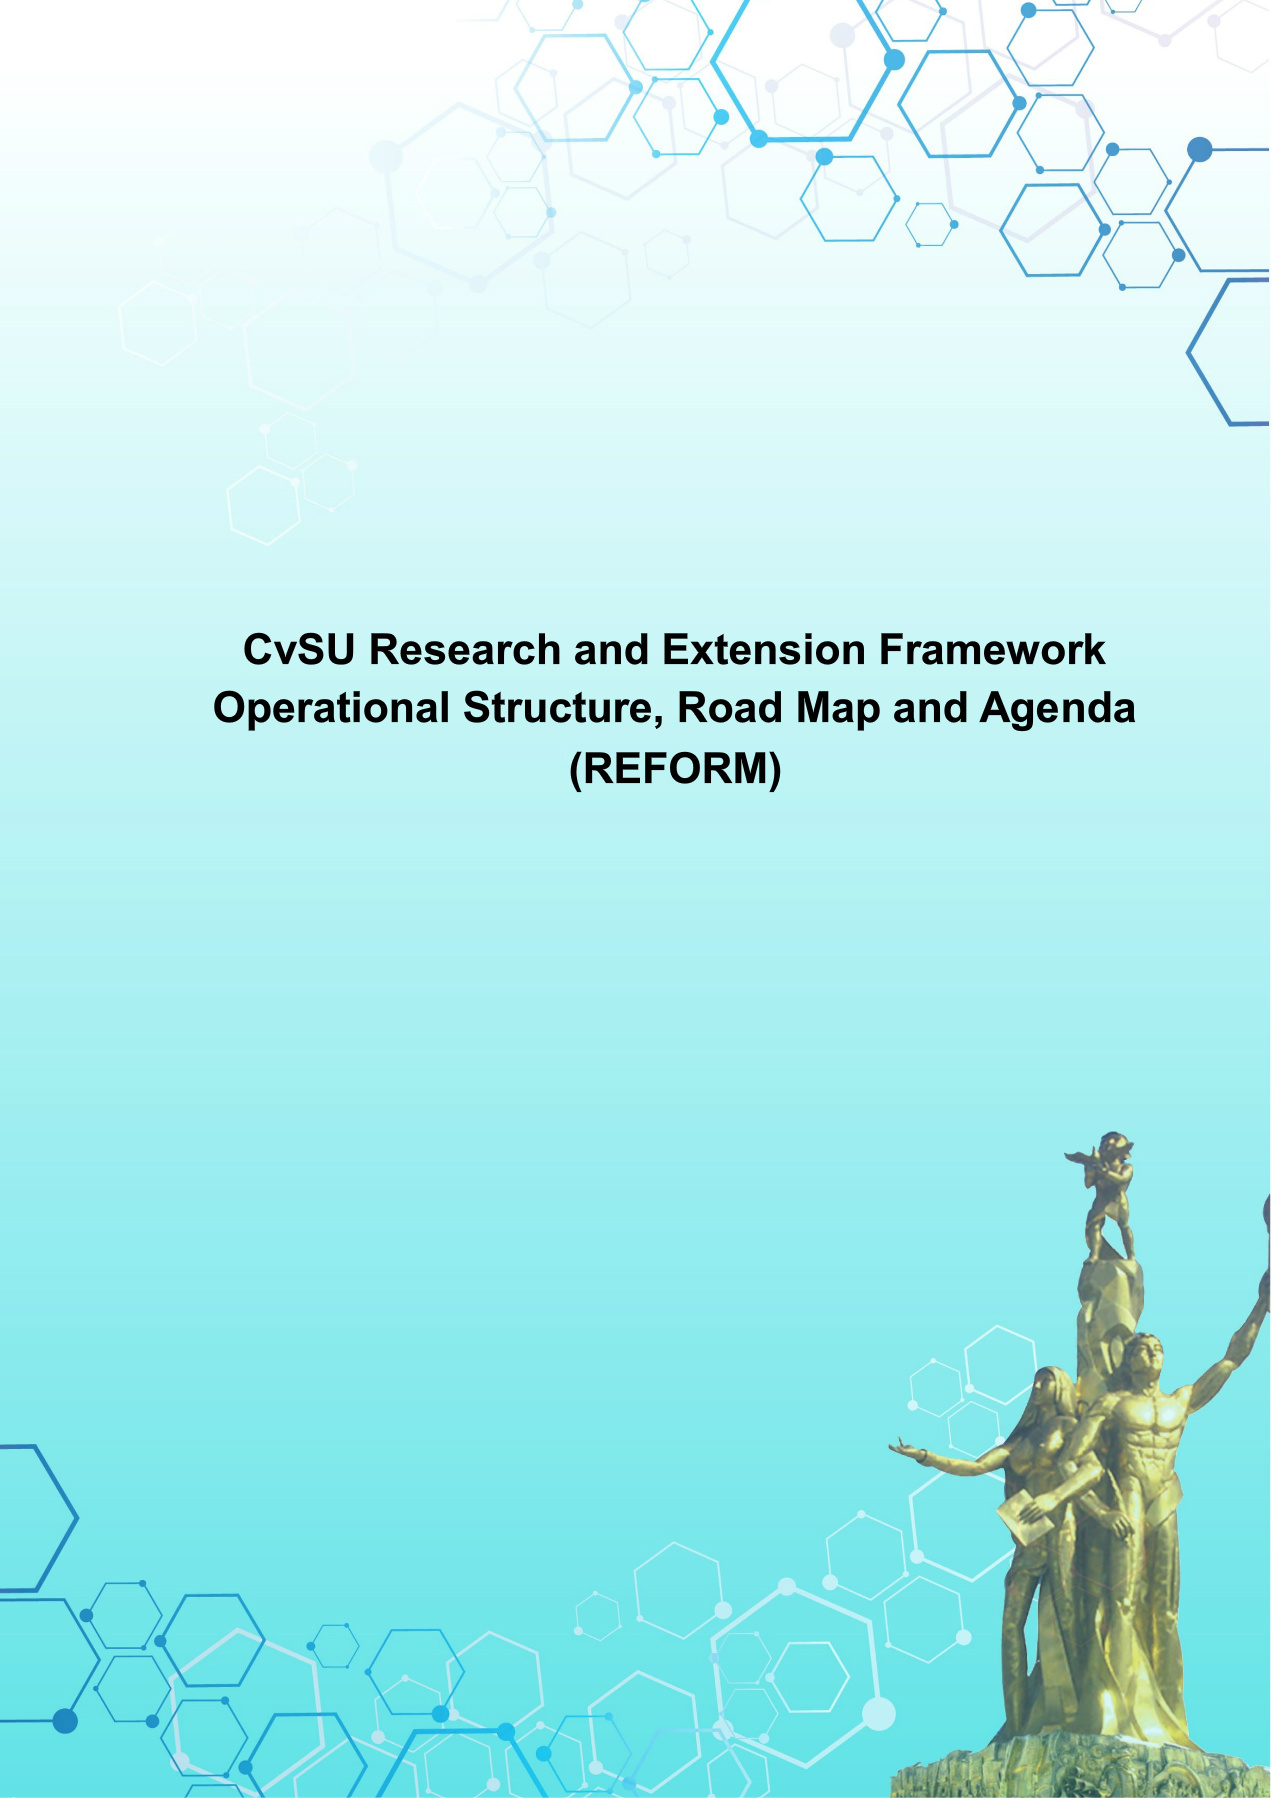 CvSU Research and Extension Framework
Operational Structure, Road Map and Agenda
(REFORM)